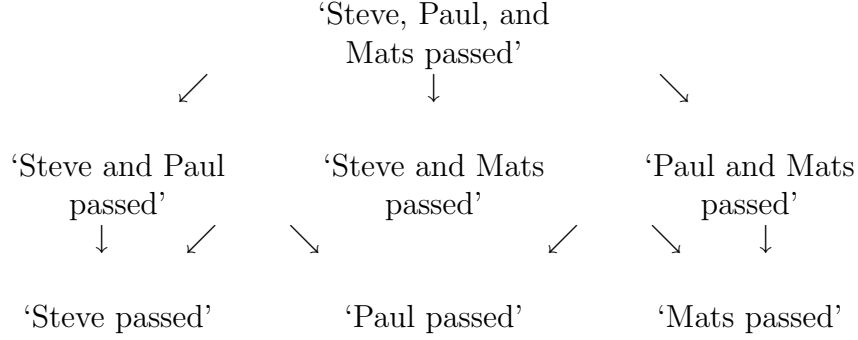 ‘Steve, Paul, and
Mats passed’
↙ ↓ ↘
‘Steve and Paul
passed’
‘Steve and Mats
passed’
‘Paul and Mats
passed’
↓ ↙ ↘ ↙ ↘ ↓
‘Steve passed’
‘Paul passed’
‘Mats passed’